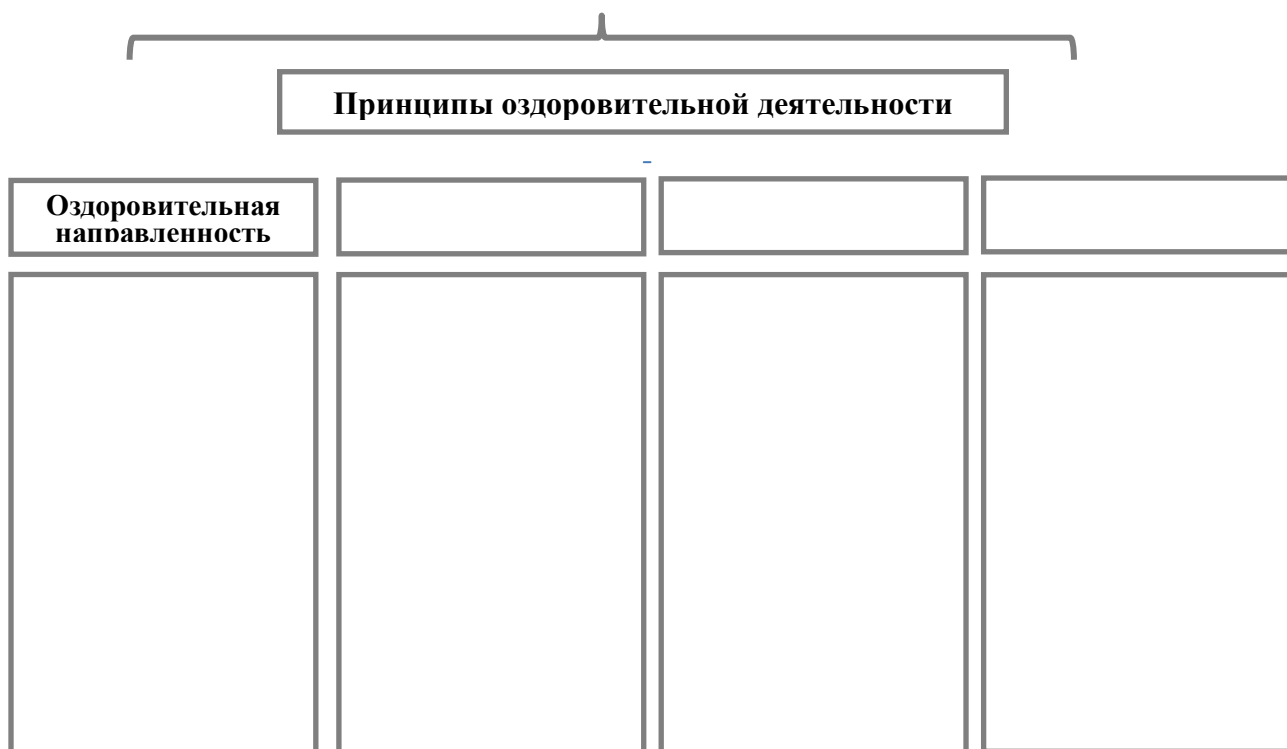 Принципы оздоровительной деятельности
Оздоровительная
направленность